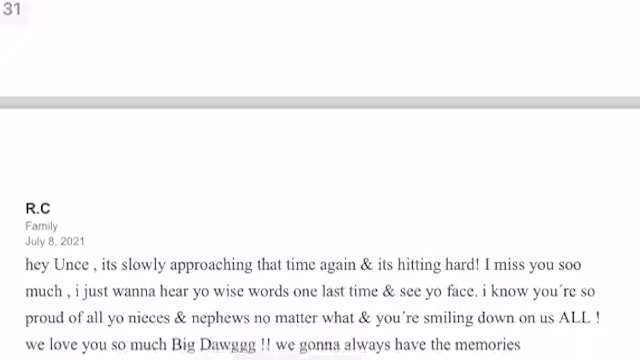 31
R.C
Family
July 8, 2021
hey Unce , its slowly approaching that time again & its hitting hard! I miss you soo
much , i just wanna hear yo wise words one last time & see yo face. i know you´re so
proud of all yo nieces & nephews no matter what & you´re smiling down on us ALL !
we love you so much Big Dawggg !! we gonna always have the memories